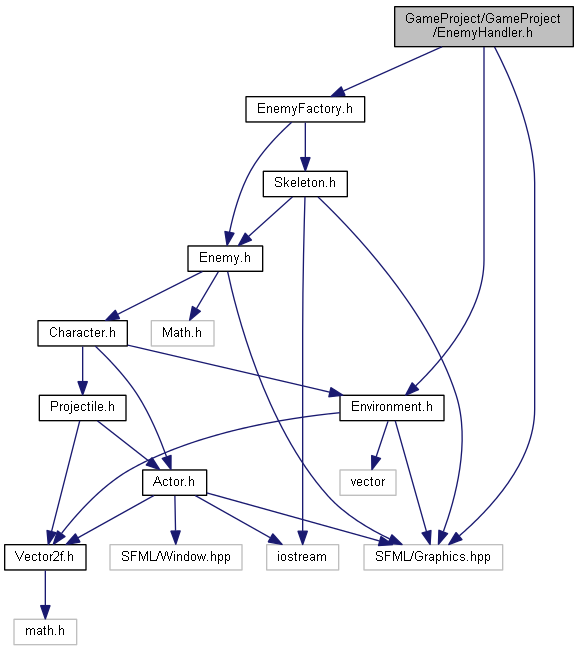 GameProject/GameProject
/EnemyHandler.h
EnemyFactory.h
Skeleton.h
Enemy.h
Character.h
Math.h
Projectile.h
Environment.h
Actor.h
vector
Vector2f.h
SFML/Window.hpp
iostream
SFML/Graphics.hpp
math.h